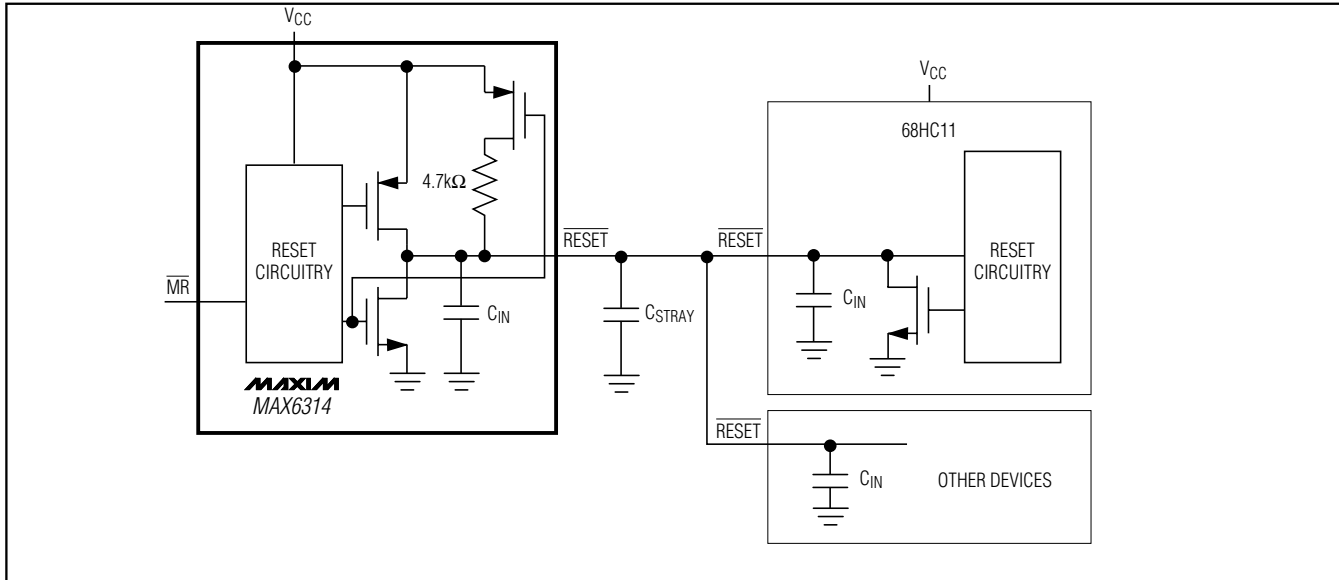 VCC
4.7kΩ
RESET
CIRCUITRY
MR
CIN
MAXIM
MAX6314
RESET
CSTRAY
RESET
VCC
68HC11
CIN
RESET
CIRCUITRY
RESET
CIN
OTHER DEVICES